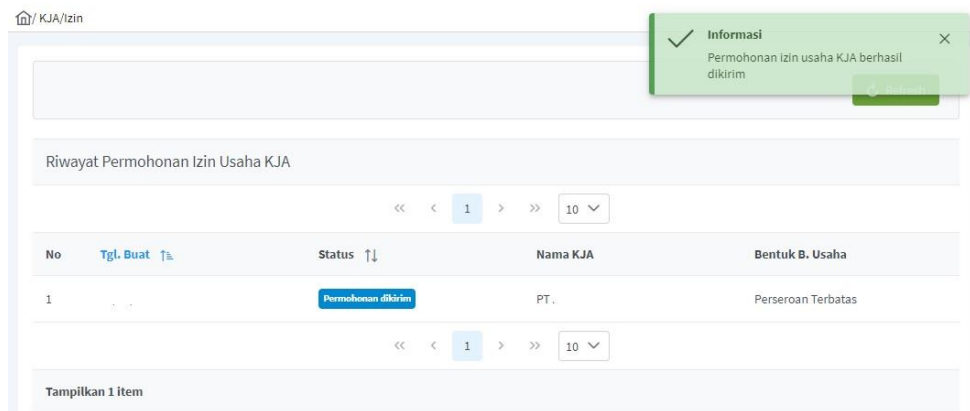 / KJA/Izin
Informasi
Permohonan izin usaha KJA berhasil
dikirim
Refresh
Riwayat Permohonan Izin Usaha KJA
<< < 1 > >> 10
No Tgl. Buat Status Nama KJA Bentuk B. Usaha
1 Permohonan dikirim PT . Perseroan Terbatas
<< < 1 > >> 10
Tampilkan 1 item